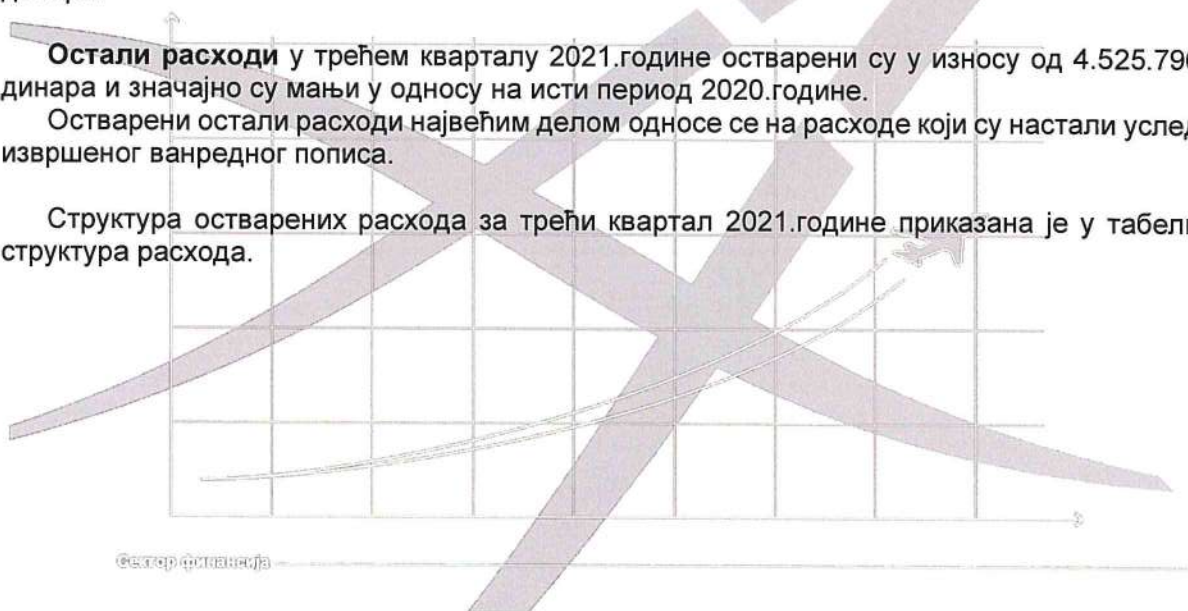 Остали расходи у трећем кварталу 2021.године остварени су у износу од 4.525.790
динара и значајно су мањи у односу на исти период 2020.године.
Остварени остали расходи највећим делом односе се на расходе који су настали услед
извршеног ванредног пописа.
Структура остварених расхода за трећи квартал 2021.године приказана је у табели
структура расхода.
Сектор финансија